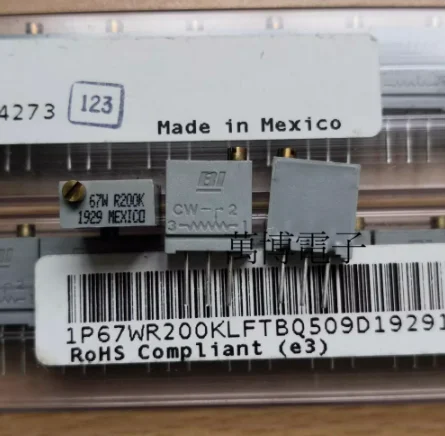 4273
123
Made in Mexico
67W R200K
1929 MEXICO
BI
CW 2
3 1
萬博電子
1P67WR200KLFTBQ509D19291
RoHS Compliant (e3)